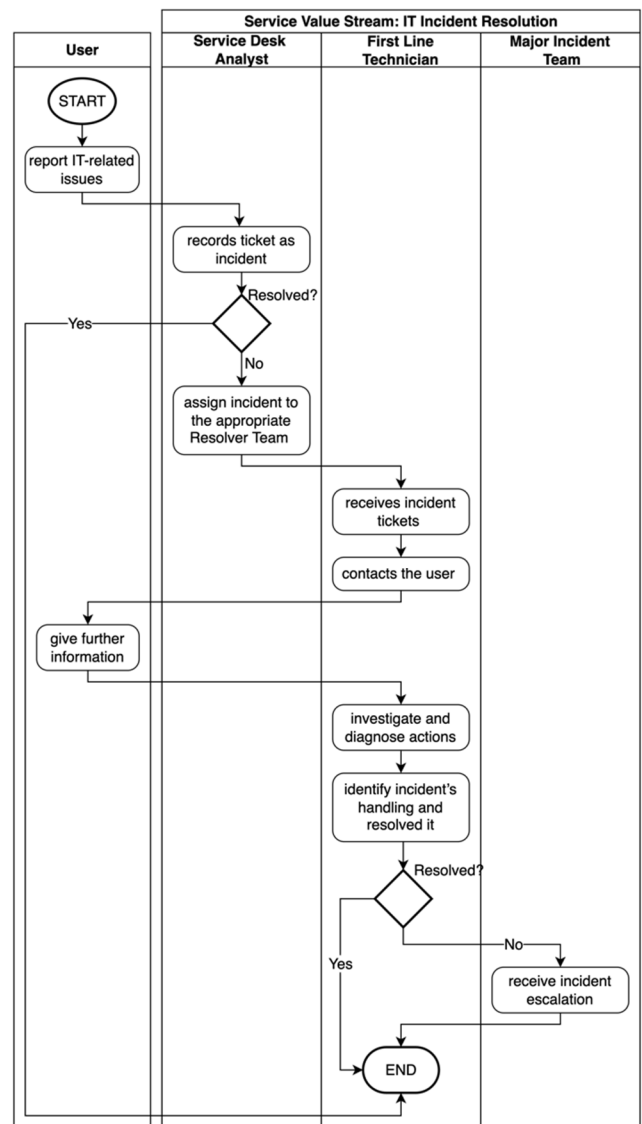 Service Value Stream: IT Incident Resolution
User
Service Desk
Analyst
First Line
Technician
Major Incident
Team
START
report IT-related
issues
records ticket as
incident
Resolved?
Yes
No
assign incident to
the appropriate
Resolver Team
receives incident
tickets
contacts the user
give further
information
investigate and
diagnose actions
identify incident's
handling and
resolved it
Resolved?
No
Yes
receive incident
escalation
END